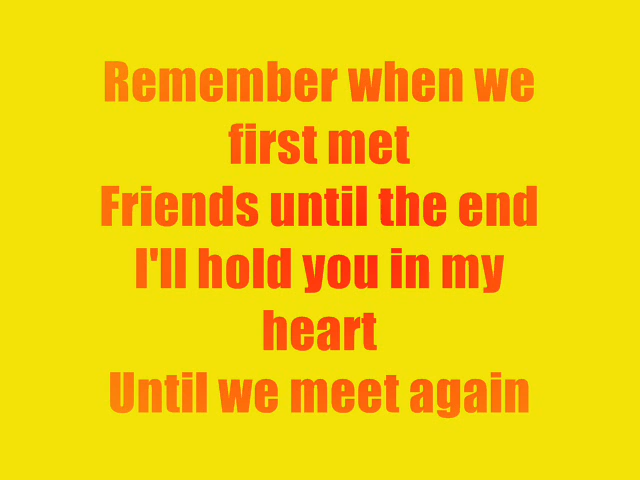 Remember when we
first met
Friends until the end
I'll hold you in my
heart
Until we meet again